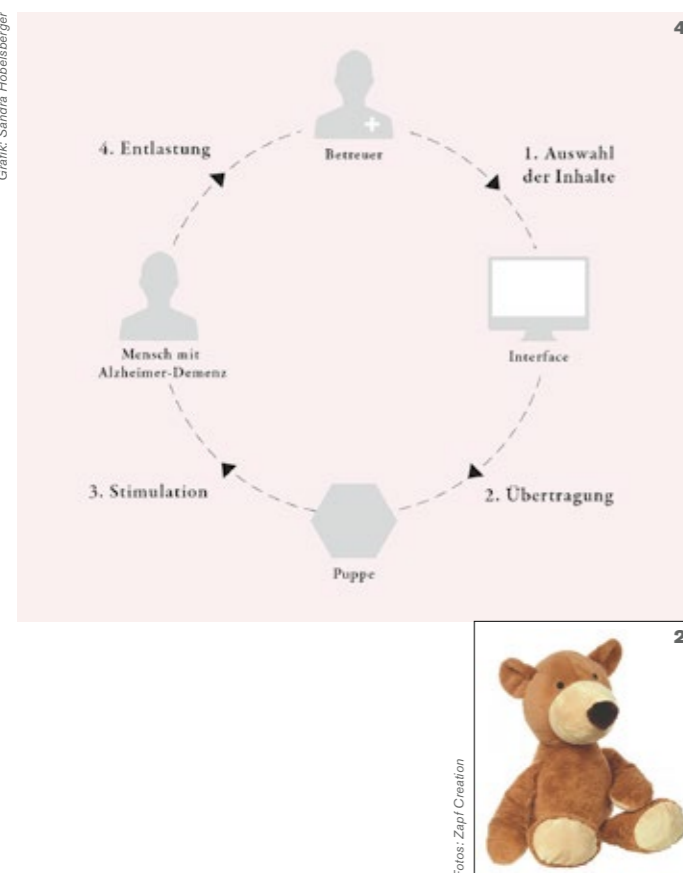 Grafik: Sandra Hobelsberger
4
Betreuer
4. Entlastung
1. Auswahl
der Inhalte
Mensch mit
Alzheimer-Demenz
Interface
3. Stimulation
2. Übertragung
Puppe
2
Fotos: Zapf Creation